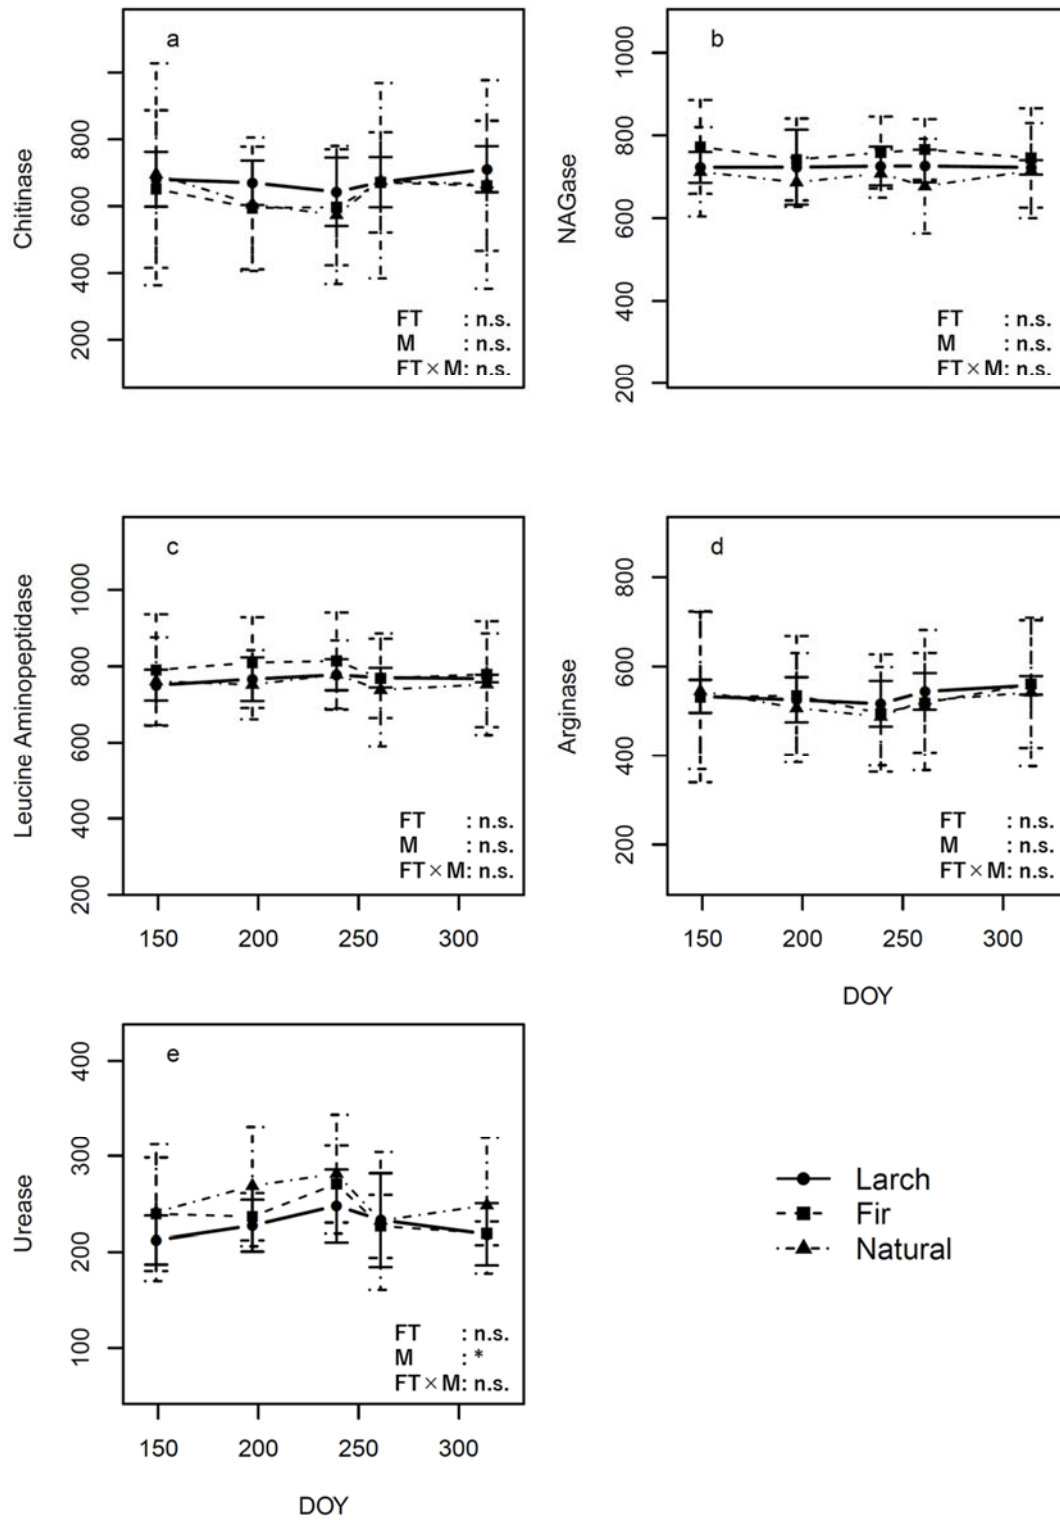 a
Chitinase
800
600
400
200
FT : n.s.
M : n.s.
FT×M: n.s.
b
NAGase
1000
800
600
400
200
FT : n.s.
M : n.s.
FT×M: n.s.
c
Leucine Aminopeptidase
1000
800
600
400
200
FT : n.s.
M : n.s.
FT×M: n.s.
150 200 250 300
d
Arginase
800
600
400
200
FT : n.s.
M : n.s.
FT×M: n.s.
150 200 250 300
DOY
e
Urease
400
300
200
100
FT : n.s.
M : *
FT×M: n.s.
150 200 250 300
DOY
Larch
Fir
Natural